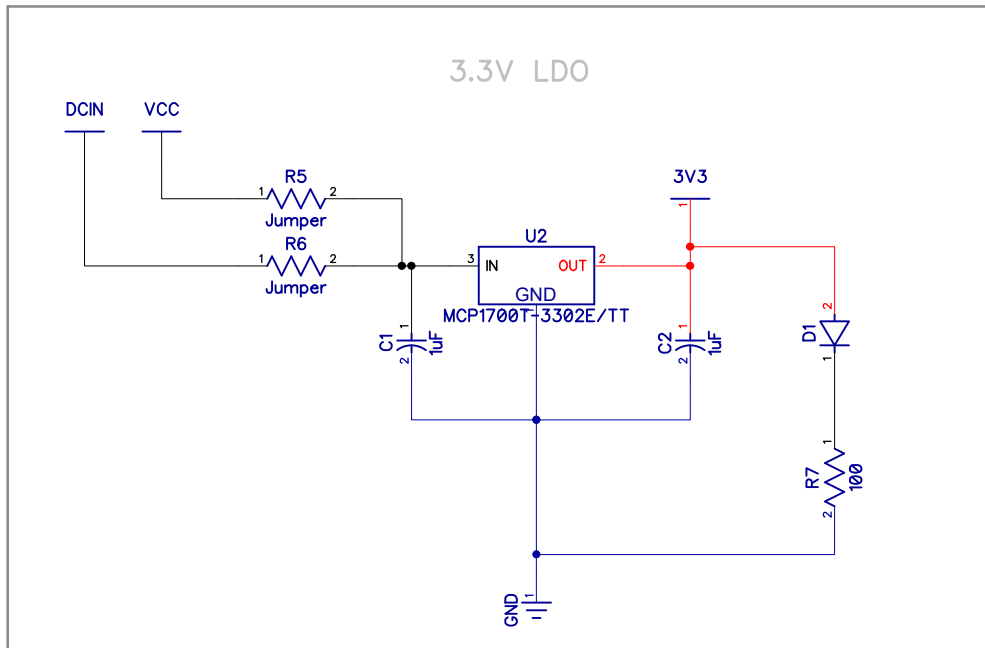 3.3V LDO
DCIN
VCC
3V3
1
R5
1
2
Jumper
R6
1
2
Jumper
U2
3
IN
OUT
2
GND
MCP1700T-3302E/TT
1
C1
1uF
2
1
C2
1uF
2
2
D1
1
1
R7
100
2
1
GND